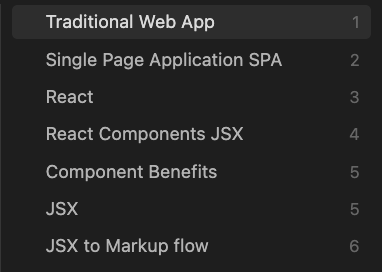 Traditional Web App 1
Single Page Application SPA 2
React 3
React Components JSX 4
Component Benefits 5
JSX 5
JSX to Markup flow 6